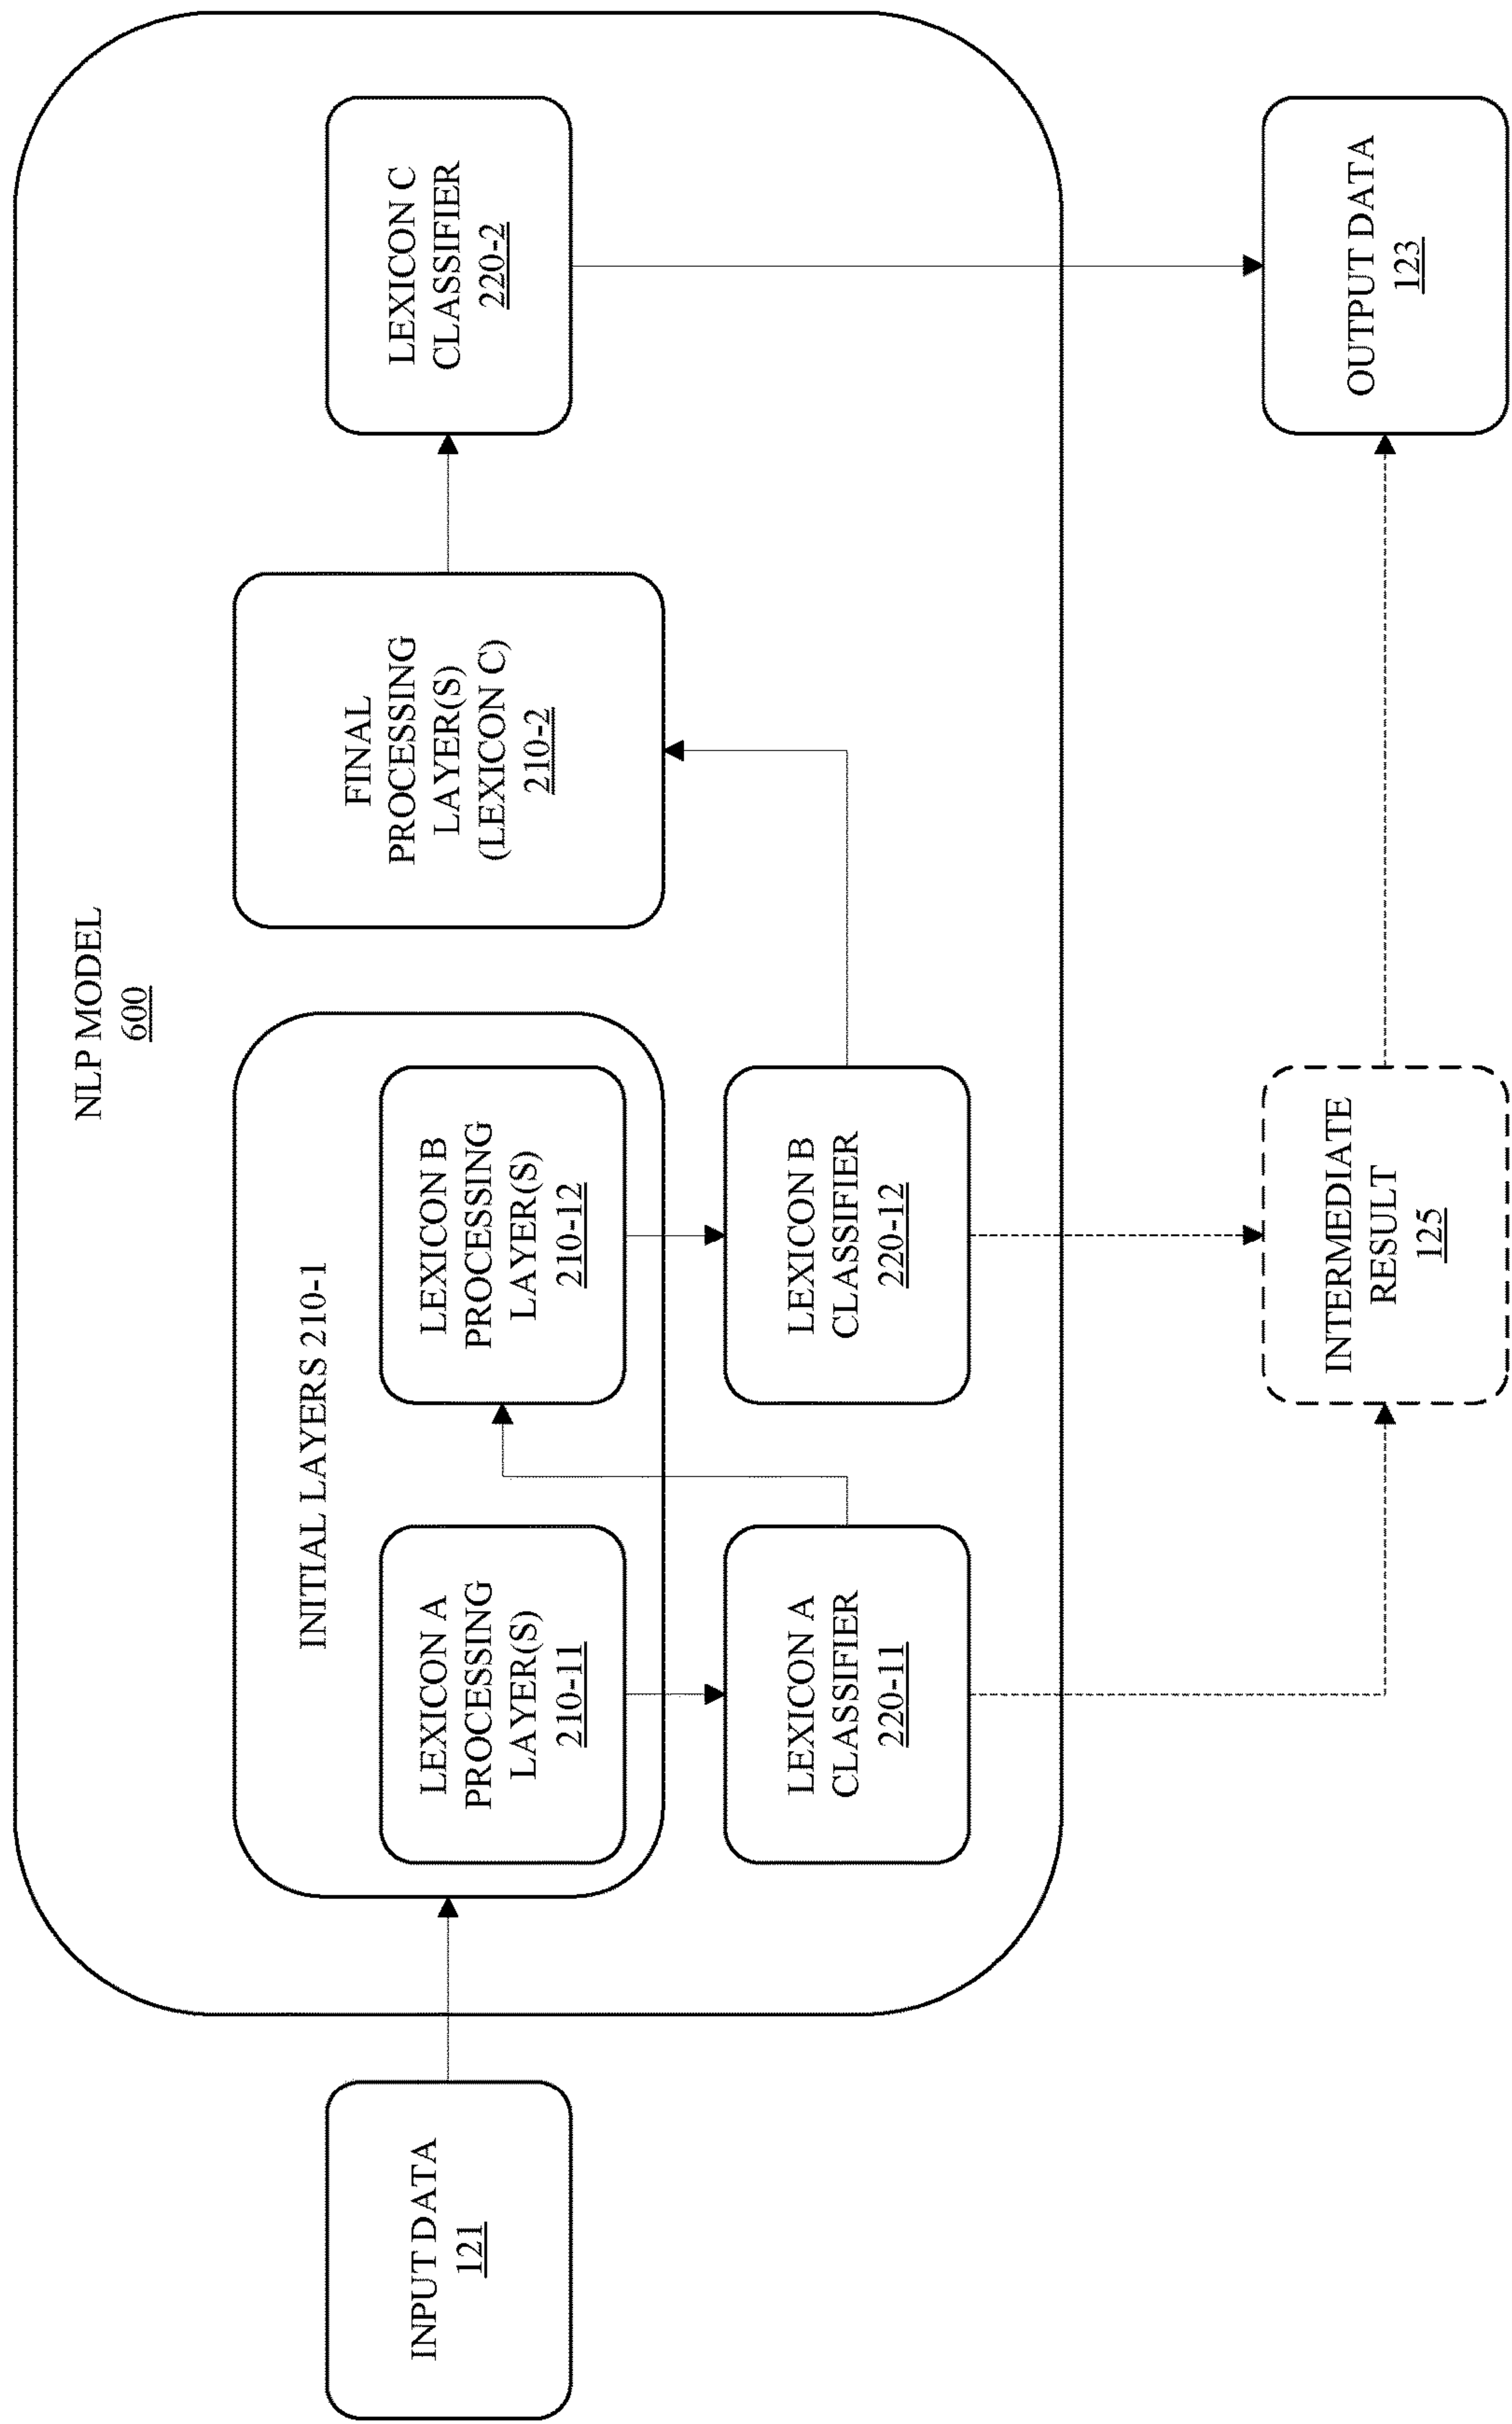 NLP MODEL
600
INPUT DATA
121
INITIAL LAYERS 210-1
LEXICON A
PROCESSING
LAYER(S)
210-11
LEXICON B
PROCESSING
LAYER(S)
210-12
LEXICON A
CLASSIFIER
220-11
LEXICON B
CLASSIFIER
220-12
FINAL
PROCESSING
LAYER(S)
(LEXICON C)
210-2
LEXICON C
CLASSIFIER
220-2
INTERMEDIATE
RESULT
125
OUTPUT DATA
123